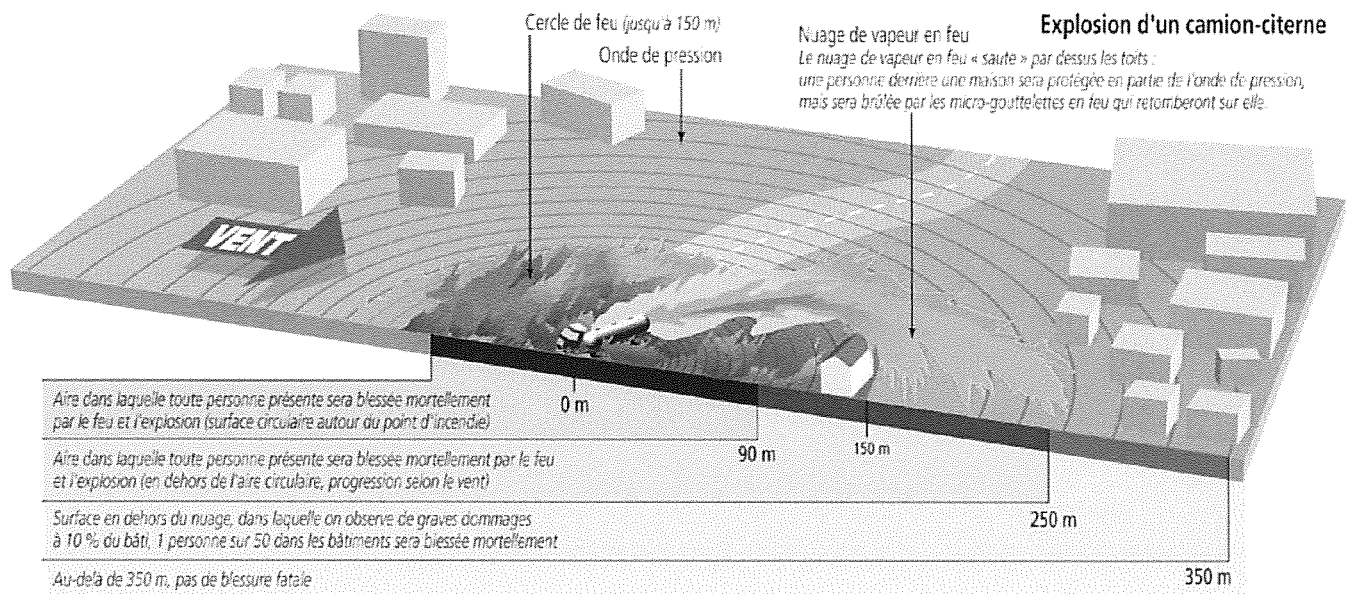 Explosion d'un camion-citerne
Cercle de feu (jusqu'à 150 m)
Onde de pression
Nuage de vapeur en feu
Le nuage de vapeur en feu « saute » par dessus les toits :
une personne derrière une maison sera protégée en partie de l'onde de pression,
mais sera brûlée par les micro-gouttelettes en feu qui retomberont sur elle.
VENT
Aire dans laquelle toute personne présente sera blessée mortellement
par le feu et l'explosion (surface circulaire autour du point d'incendie)
0 m
90 m
150 m
Aire dans laquelle toute personne présente sera blessée mortellement par le feu
et l'explosion (en dehors de l'aire circulaire, progression selon le vent)
250 m
Surface en dehors du nuage, dans laquelle on observe de graves dommages
à 10 % du bâti, 1 personne sur 50 dans les bâtiments sera blessée mortellement
350 m
Au-delà de 350 m, pas de blessure fatale